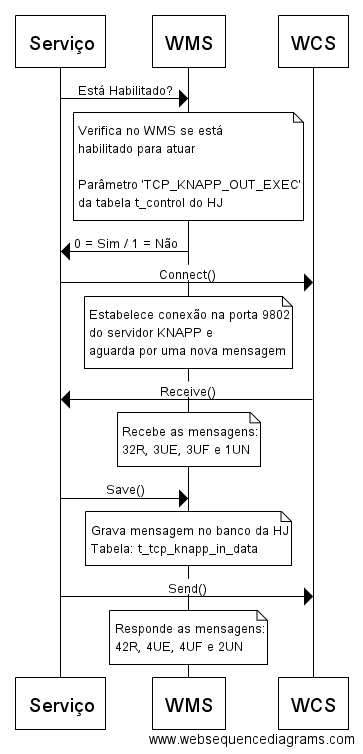 Serviço
WMS
WCS
Está Habilitado?
Verifica no WMS se está
habilitado para atuar
Parâmetro 'TCP_KNAPP_OUT_EXEC'
da tabela t_control do HJ
0 = Sim / 1 = Não
Connect()
Estabelece conexão na porta 9802
do servidor KNAPP e
aguarda por uma nova mensagem
Receive()
Recebe as mensagens:
32R, 3UE, 3UF e 1UN
Save()
Grava mensagem no banco da HJ
Tabela: t_tcp_knapp_in_data
Send()
Responde as mensagens:
42R, 4UE, 4UF e 2UN
Serviço
WMS
WCS
www.websequencediagrams.com